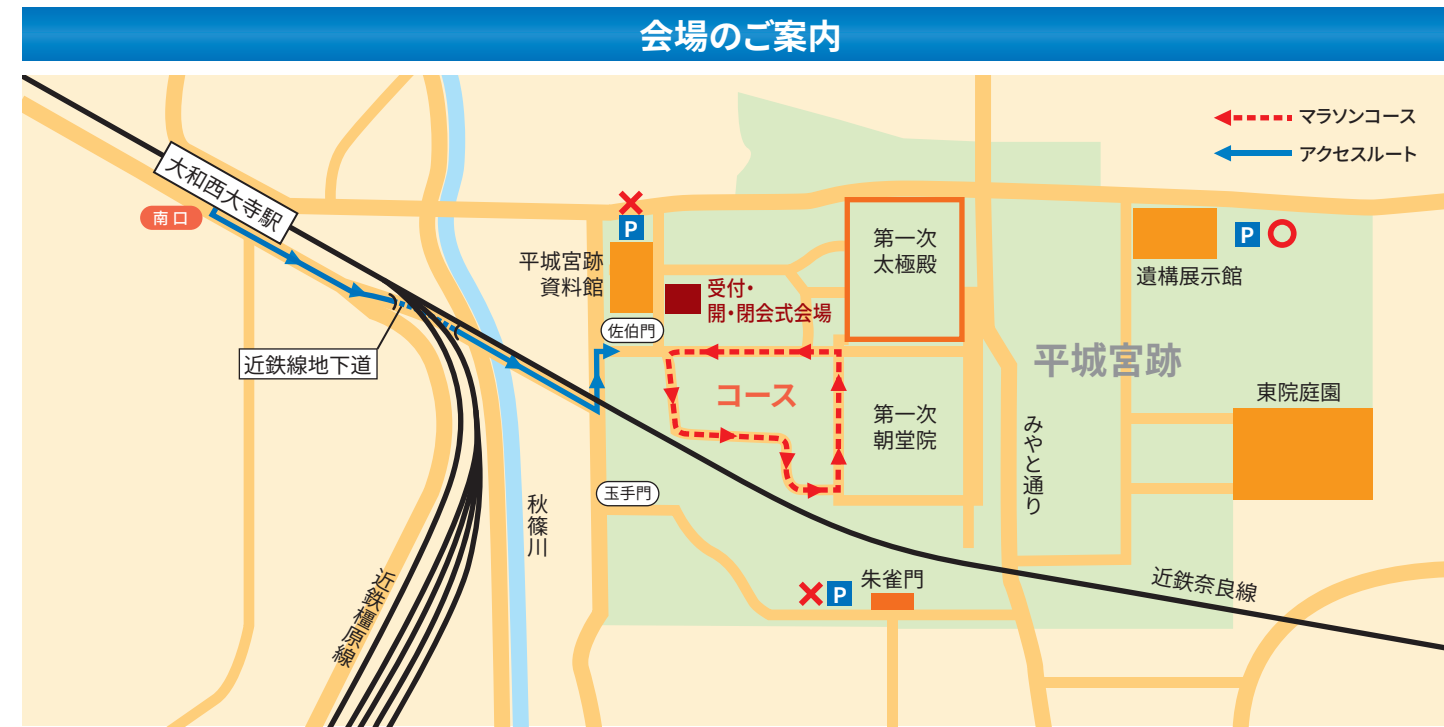 会場のご案内
マラソンコース
アクセスルート
大和西大寺駅
南口
P
平城宮跡
資料館
受付・
開・閉会式会場
佐伯門
第一次
太極殿
P
遺構展示館
近鉄線地下道
コース
平城宮跡
第一次
朝堂院
東院庭園
みやと通り
玉手門
秋篠川
近鉄橿原線
P
朱雀門
近鉄奈良線